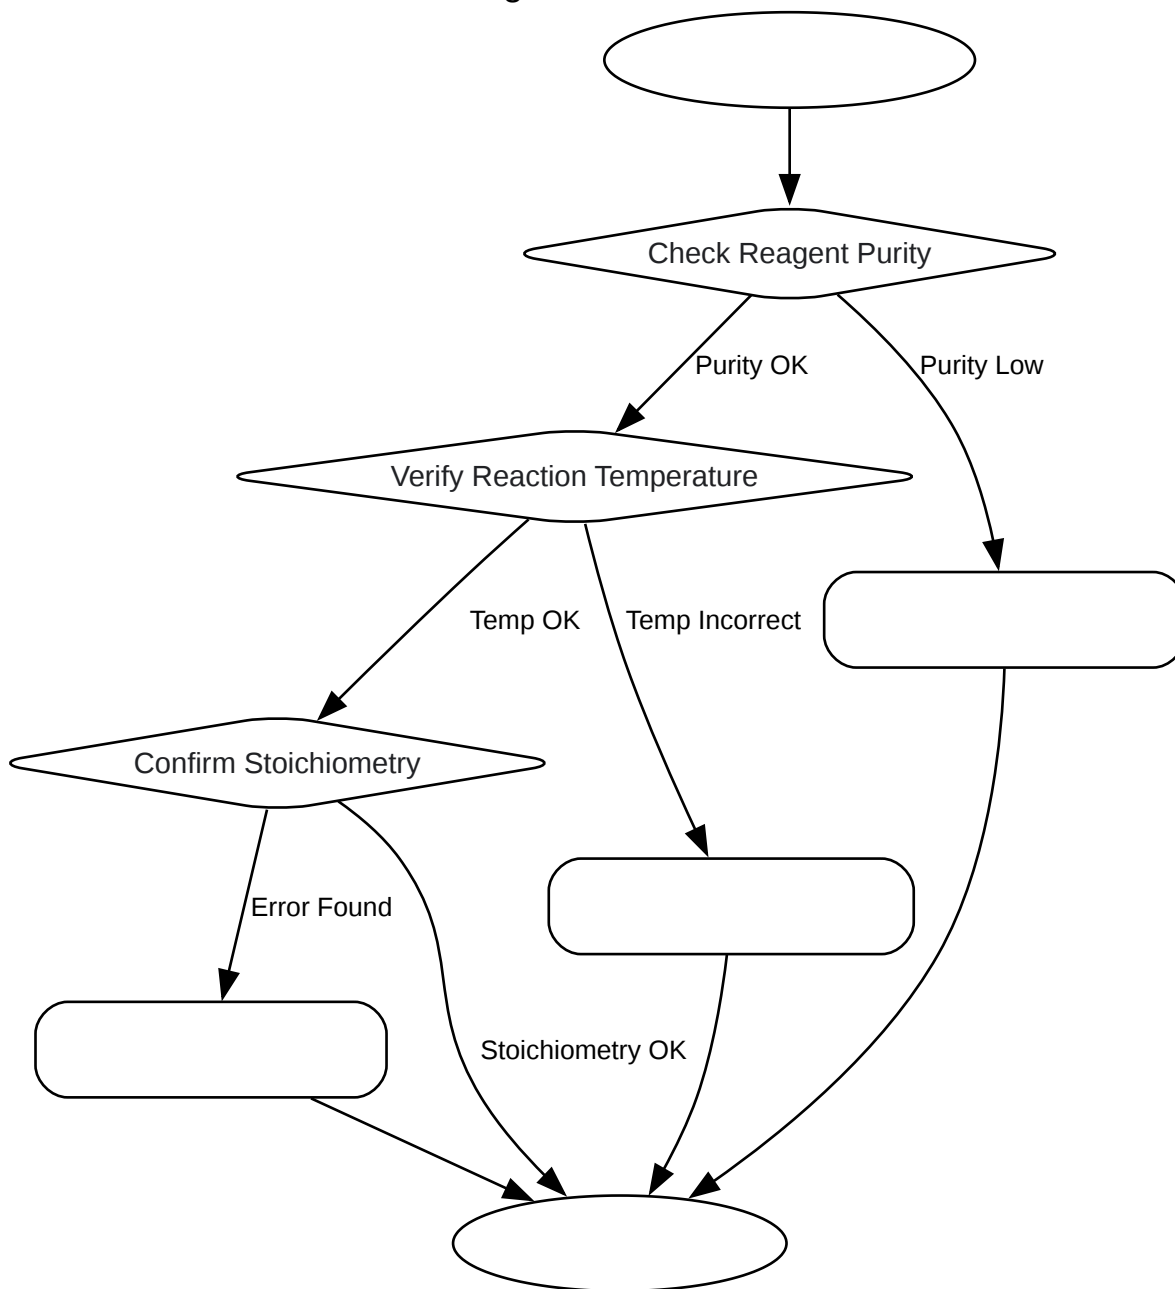 Check Reagent Purity
Purity OK
Purity Low
Verify Reaction Temperature
Temp OK
Temp Incorrect
Confirm Stoichiometry
Error Found
Stoichiometry OK